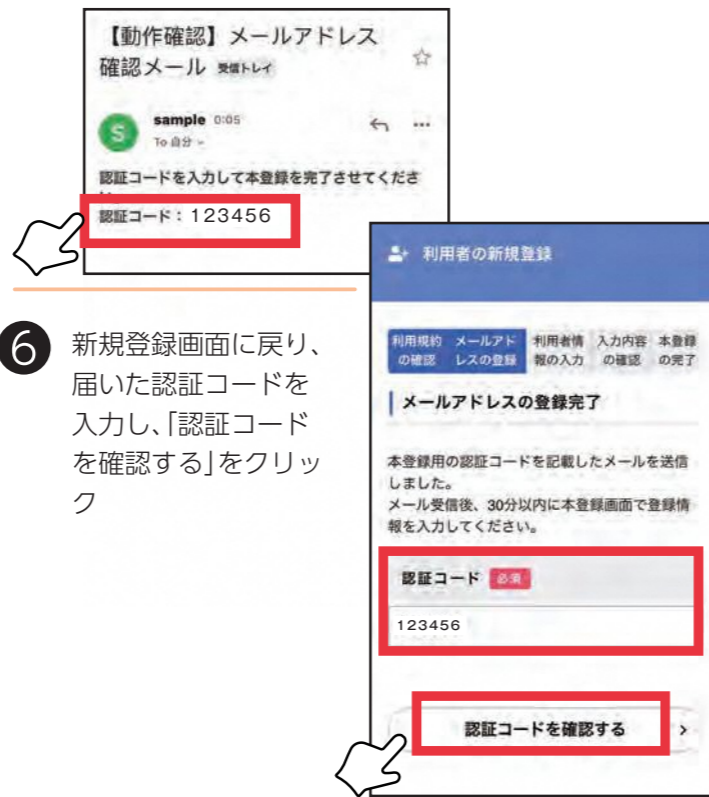 【動作確認】メールアドレス
確認メール 受信トレイ
S
sample 0:05
To 自分
認証コードを入力して本登録を完了させてくださ
認証コード：123456
6
新規登録画面に戻り、
届いた認証コードを
入力し、「認証コード
を確認する」をクリッ
ク
利用者の新規登録
利用規約の確認 メールアドレスの登録 利用者情報の入力 入力内容の確認 本登録の完了
メールアドレスの登録完了
本登録用の認証コードを記載したメールを送信
しました。
メール受信後、30分以内に本登録画面で登録情
報を入力してください。
認証コード 必須
123456
認証コードを確認する